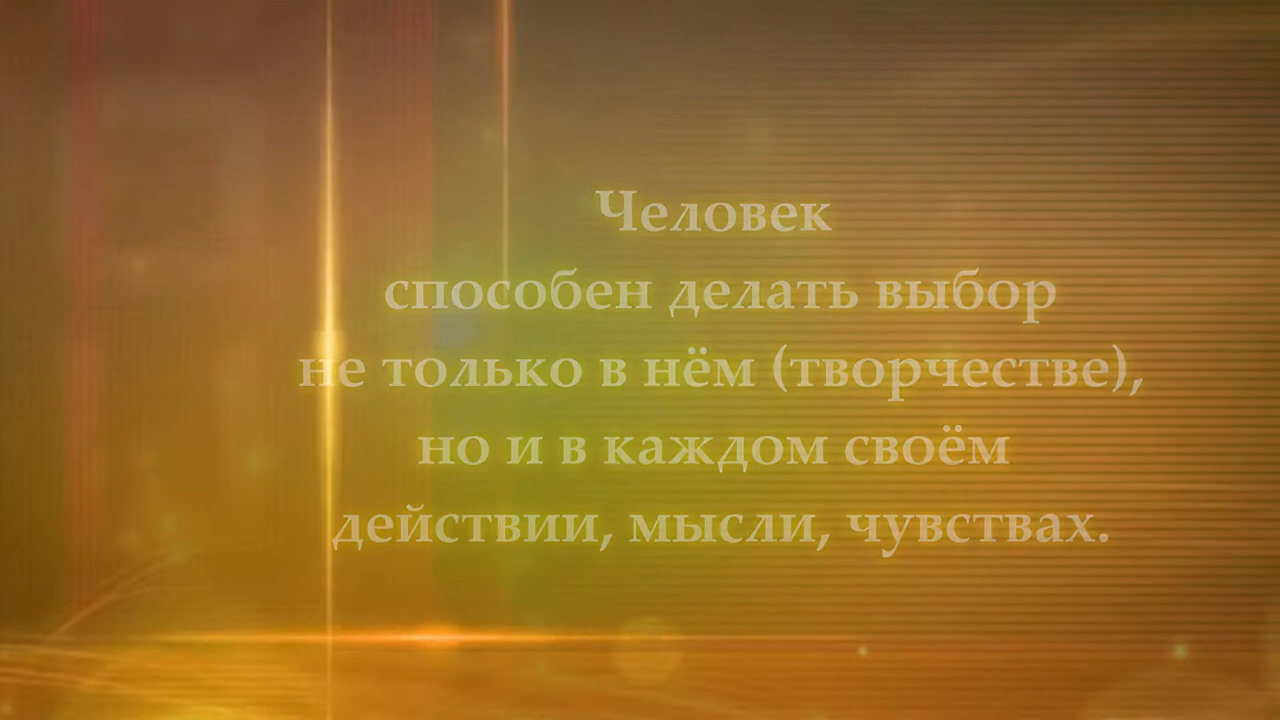 Человек
способен делать выбор
не только в нём (творчестве),
но и в каждом своём
действии, мысли, чувствах.